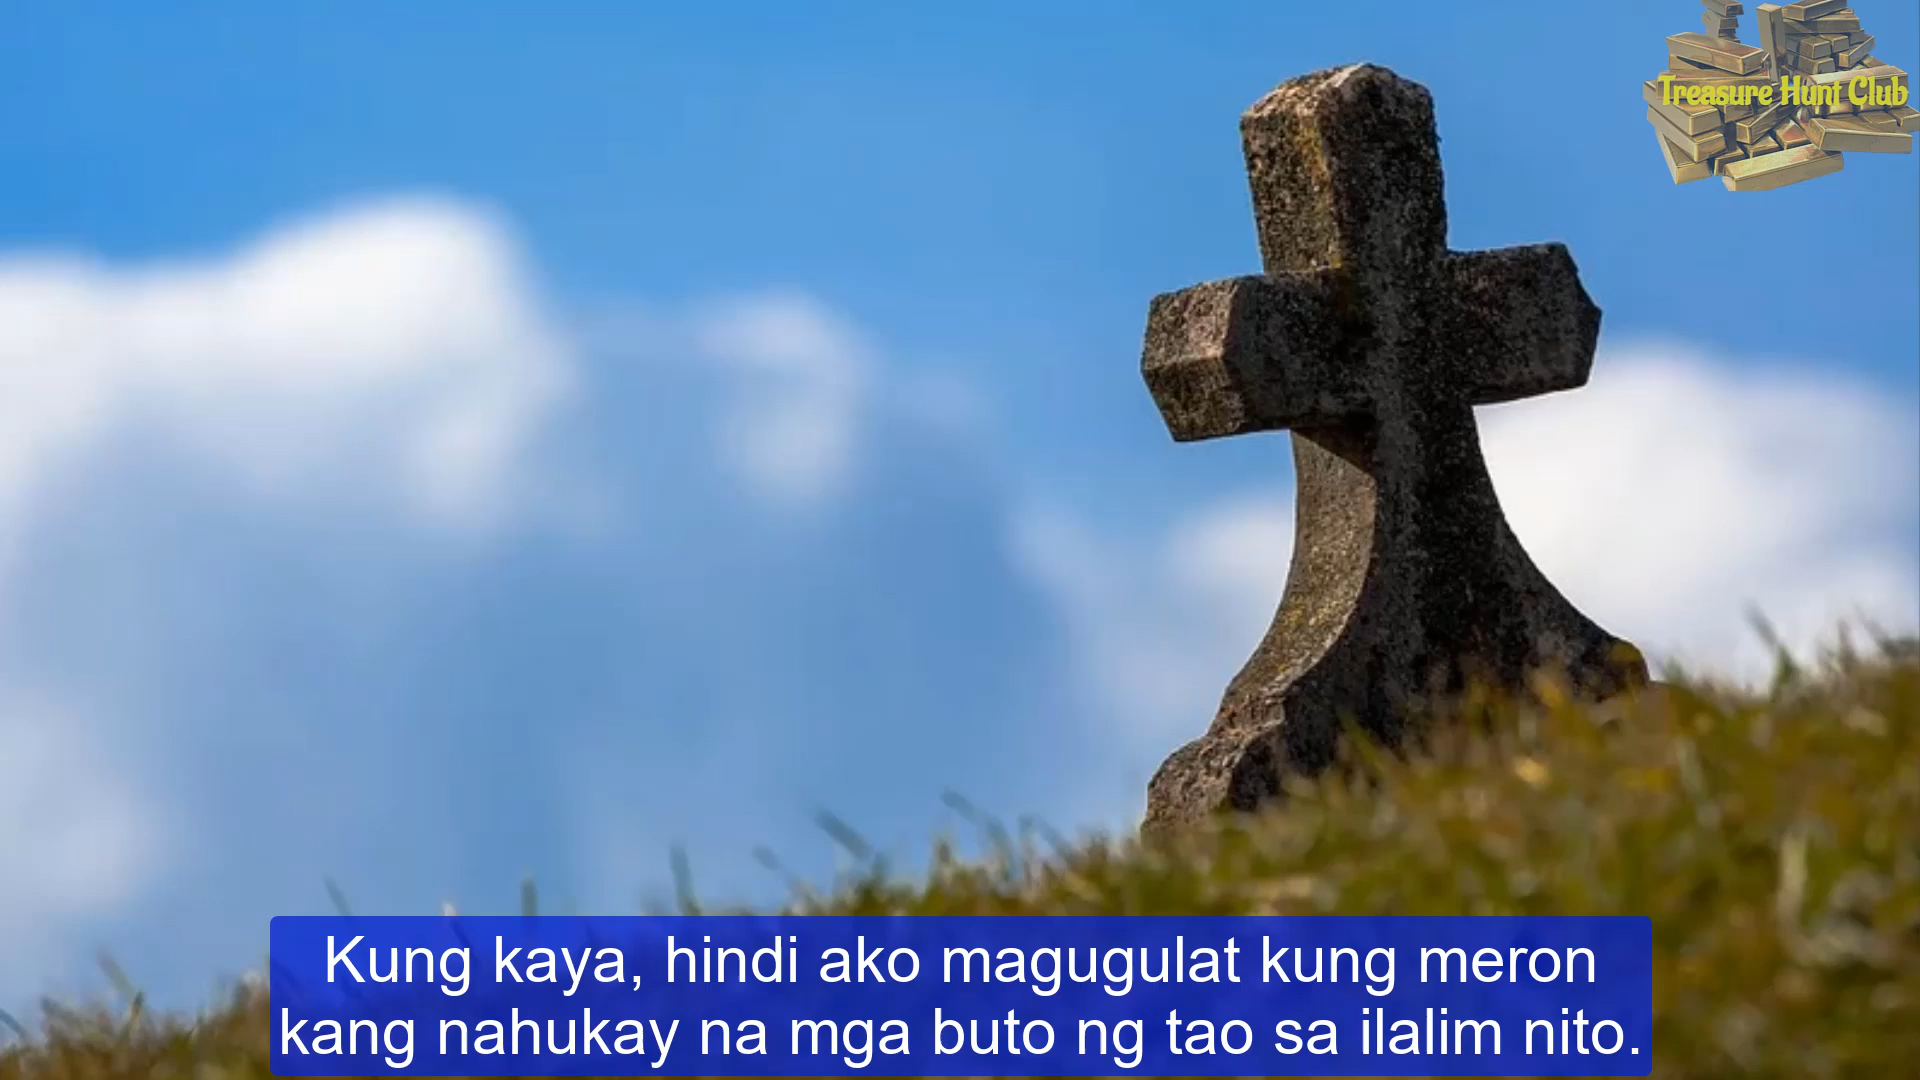 Treasure Hunt Club
Kung kaya, hindi ako magugulat kung meron
kang nahukay na mga buto ng tao sa ilalim nito.